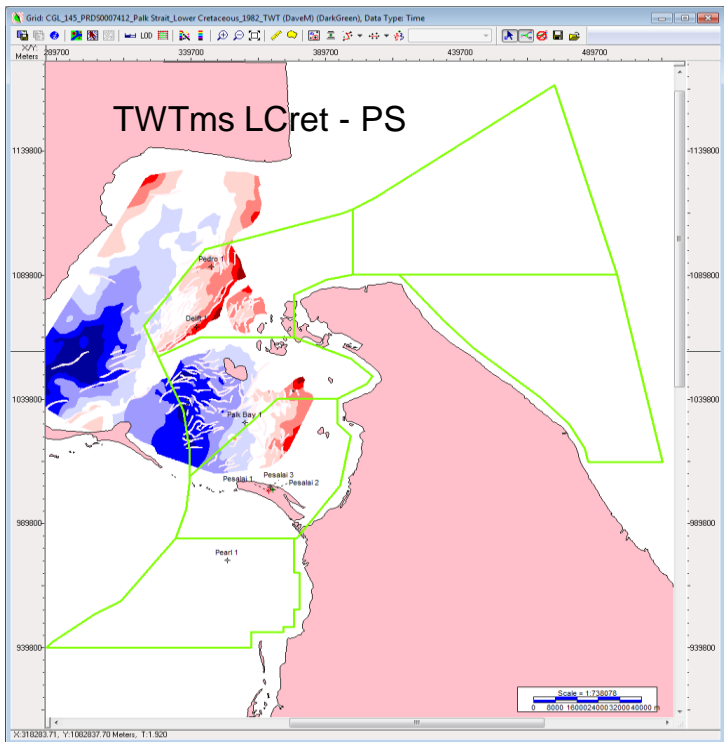 Grid: CGL_145_PRDS0007412_Palk Strait_Lower Cretaceous_1982_TWT (DaveM) (DarkGreen), Data Type: Time
LOD
X/Y:
Meters
289700 339700 389700 439700 489700
TWTms LCret - PS
1139800 1139800
1089800 1089800
Pedro 1
Delft 1
1039800 1039800
Palk Bay 1
Pesalai 3
Pesalai 1
Pesalai 2
989800 989800
Pearl 1
939800 939800
Scale = 1:738078
0 8000 16000 24000 32000 40000 m
X:318283.71, Y:1082837.70 Meters, T:1.920